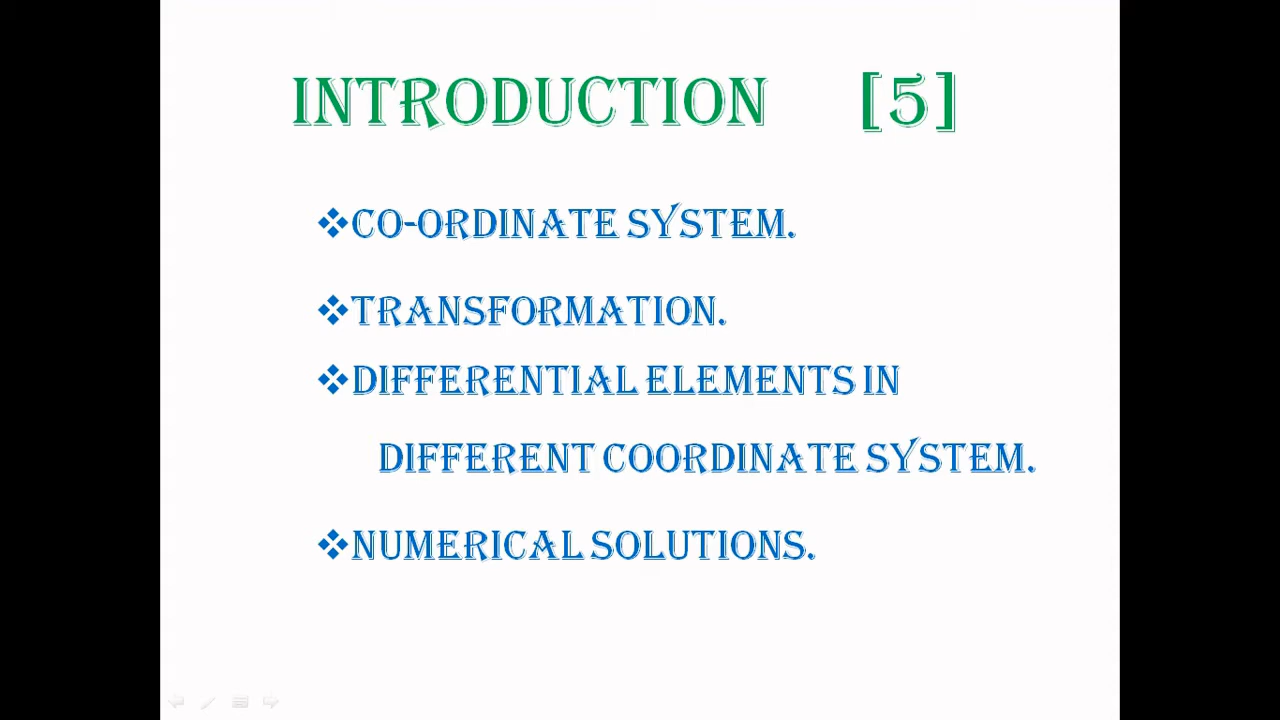 INTRODUCTION [5]
❖CO-ORDINATE SYSTEM.
❖TRANSFORMATION.
❖DIFFERENTIAL ELEMENTS IN
DIFFERENT COORDINATE SYSTEM.
❖NUMERICAL SOLUTIONS.